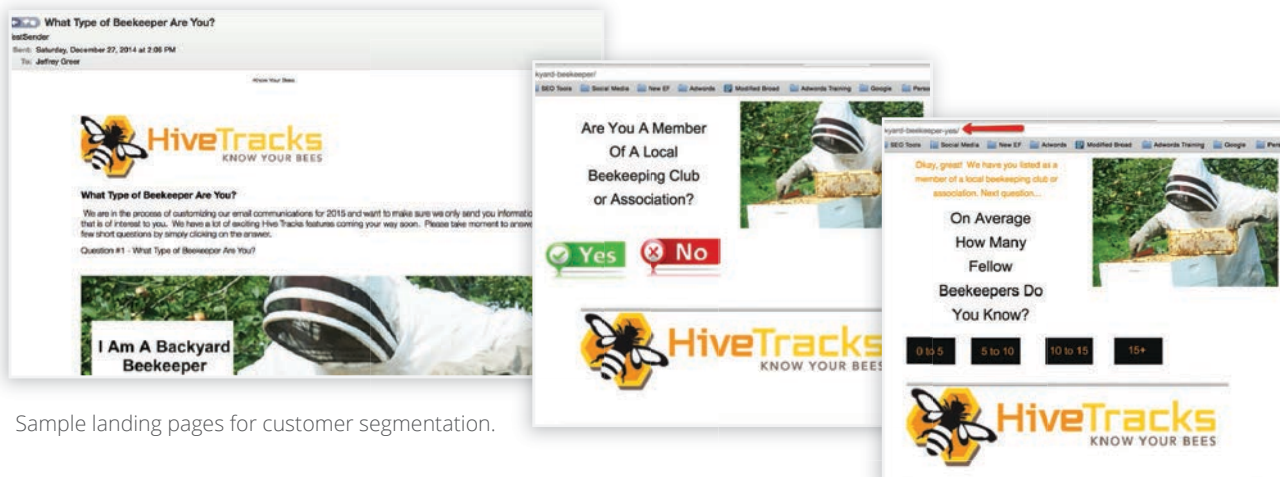 What Type of Beekeeper Are You?
Sent: Saturday, December 27, 2014 at 2:06 PM
To: Jeffrey Greer
Know Your Bees
HiveTracks
KNOW YOUR BEES
What Type of Beekeeper Are You?
We are in the process of customizing our email communications for 2015 and want to make sure we only send you informatio
that is of interest to you. We have a lot of exciting Hive Tracks features coming your way soon. Please take moment to answe
few short questions by simply clicking on the answer.
Question #1 - What Type of Beekeeper Are You?
I Am A Backyard
Beekeeper
kyard-beekeeper/
SEO Tools Social Media New EF Adwords Modified Broad Adwords Training Google Perso
Are You A Member
Of A Local
Beekeeping Club
or Association?
Yes No
HiveTracks
KNOW YOUR BEES
kyard-beekeeper-yes/
SEO Tools Social Media New EF Adwords Modified Broad Adwords Training Google Pers
Okay, great! We have you listed as a
member of a local beekeeping club or
association. Next question...
On Average
How Many
Fellow
Beekeepers Do
You Know?
0 to 5 5 to 10 10 to 15 15+
HiveTracks
KNOW YOUR BEES
Sample landing pages for customer segmentation.